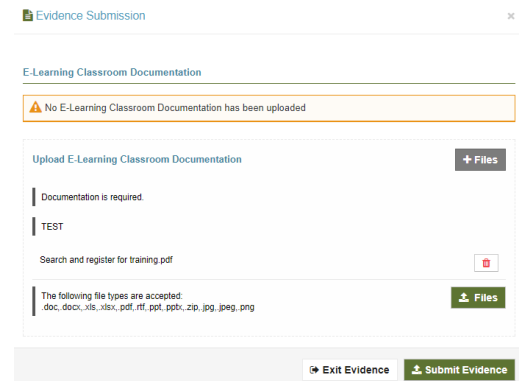 Evidence Submission
E-Learning Classroom Documentation
No E-Learning Classroom Documentation has been uploaded
Upload E-Learning Classroom Documentation
+ Files
Documentation is required.
TEST
Search and register for training.pdf
The following file types are accepted:
.doc,.docx,.xls,.xlsx,.pdf,.rtf,.ppt,.pptx,.zip,.jpg,.jpeg,.png
Files
Exit Evidence
Submit Evidence